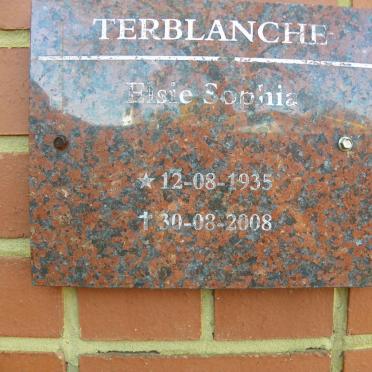 TERBLANCHE
Elsie Sophia
☆ 12-08-1935
† 30-08-2008